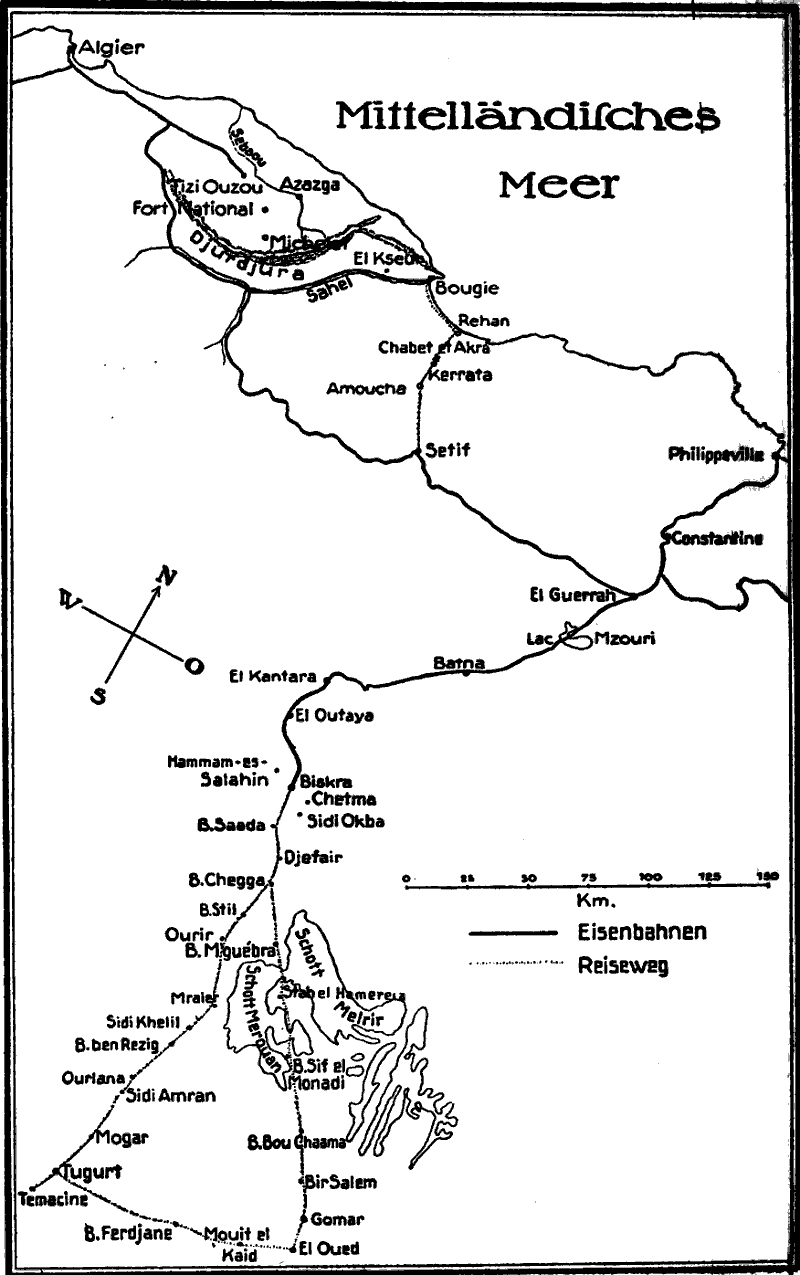 Algier
Mittelländiſches
Meer
Sebaou
Tizi Ouzou
Azazga
Fort National
Michelet
Djurdjura
El Kseur
Sahel
Bougie
Rehan
Chabet el Akra
Kerrata
Amoucha
Setif
Philippeville
Constantine
N
W
O
S
El Guerrah
Lac Mzouri
Batna
El Kantara
El Outaya
Hammam-es-
Salahin
Biskra
Chetma
Sidi Okba
B.Saada
Djefair
B.Chegga
0 25 50 75 100 125 150
Km.
B.Stil
Eisenbahnen
Ourir
B. M'guébra
Schott
Melrir
Reiseweg
Schott Merouan
Stah el Hamereia
Mraier
Sidi Khelil
B. ben Rezig
B. Sif el
Monadi
Ourlana
Sidi Amran
Mogar
B. Bou Chaama
Tugurt
Temacine
Bir Salem
Gomar
B. Ferdjane
Mouit el
Kaid
El Oued